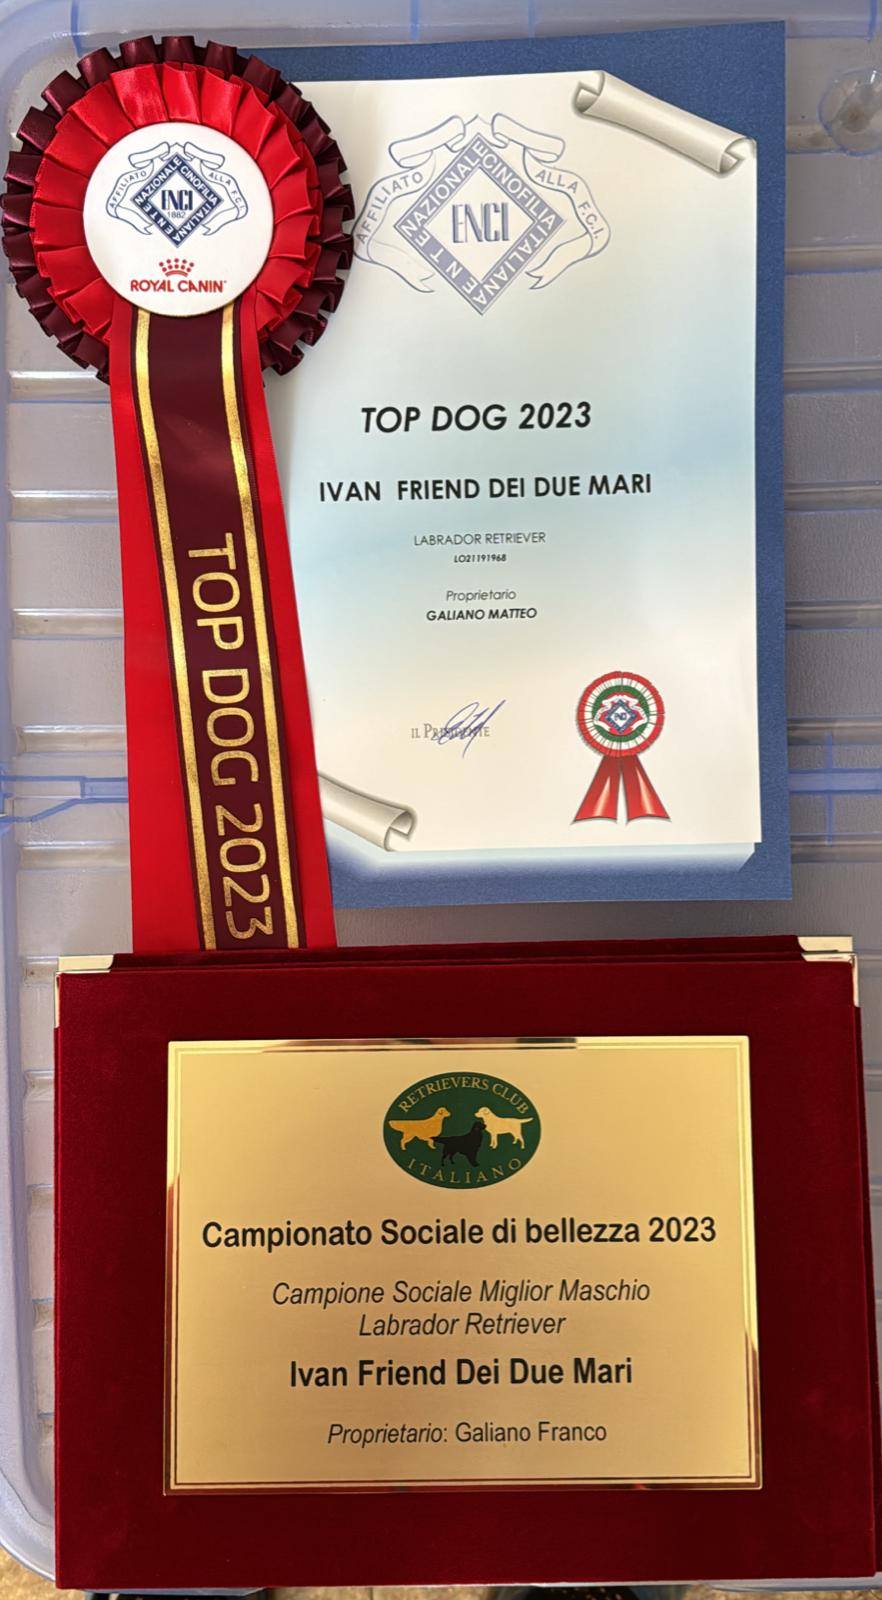 AFFILIATO ALLA F.C.I.
ENTE NAZIONALE CINOFILIA ITALIANA
ENCI
1882
ROYAL CANIN
TOP DOG 2023
AFFILIATO ALLA F.C.I.
ENTE NAZIONALE CINOFILIA ITALIANA
ENCI
TOP DOG 2023
IVAN FRIEND DEI DUE MARI
LABRADOR RETRIEVER
LO21191968
Proprietario
GALIANO MATTEO
IL PRESIDENTE
ENCI
RETRIEVERS CLUB
ITALIANO
Campionato Sociale di bellezza 2023
Campione Sociale Miglior Maschio
Labrador Retriever
Ivan Friend Dei Due Mari
Proprietario: Galiano Franco